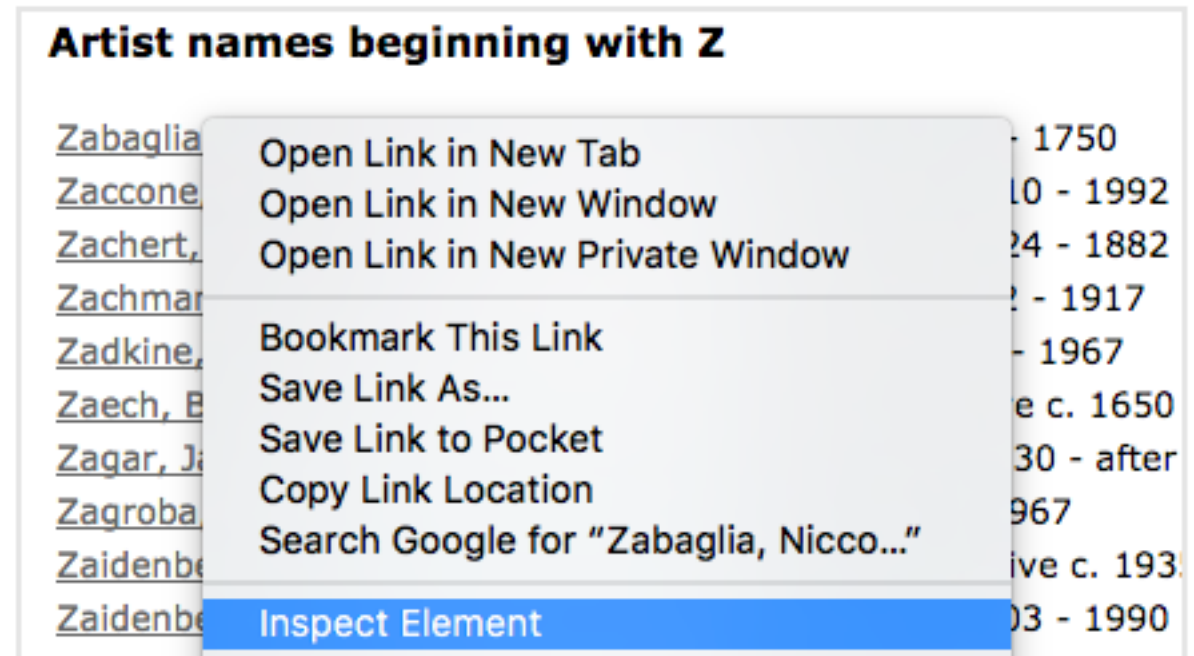 Artist names beginning with Z
Zabaglia - 1750
Zaccone, 10 - 1992
Zachert, 24 - 1882
- 1917
Zadkine, - 1967
Zaech, B c. 1650
Zagar, 30 - after
Zagroba, 967
c. 193
- 1990
Open Link in New Tab
Open Link in New Window
Open Link in New Private Window
Bookmark This Link
Save Link As...
Save Link to Pocket
Copy Link Location
Search Google for “Zabaglia, Nicco...”
Inspect Element